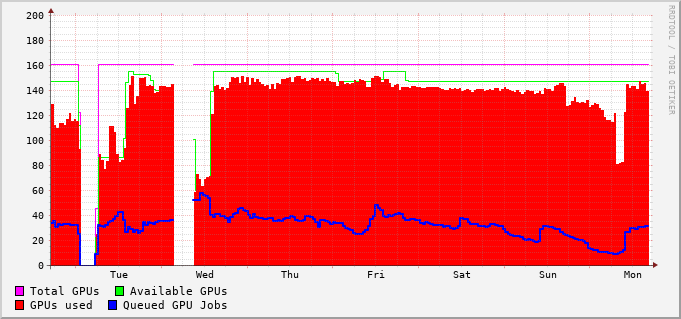 200
180
160
140
120
100
80
60
40
20
0
Tue Wed Thu Fri Sat Sun Mon
Total GPUs Available GPUs
GPUs used Queued GPU Jobs
RRDTOOL / TOBI OETIKER